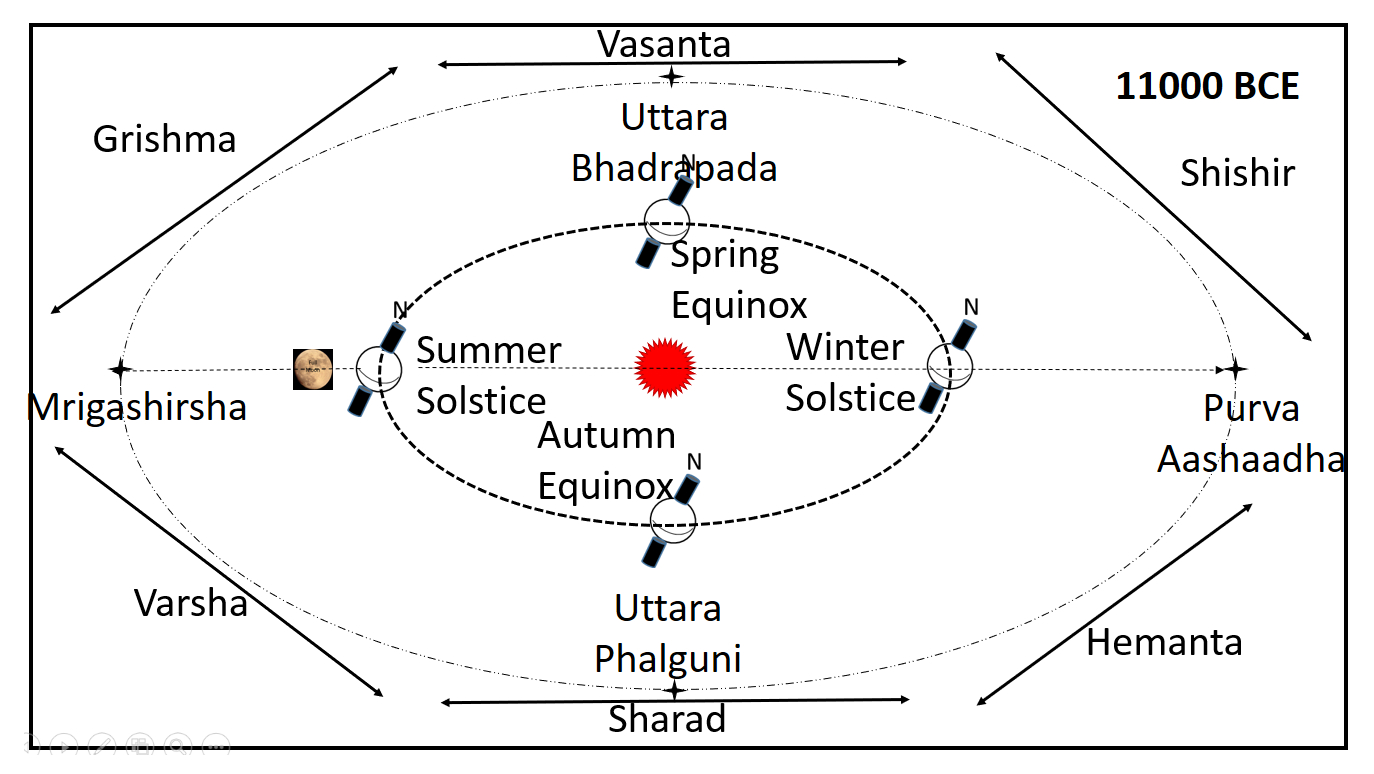 Vasanta
11000 BCE
Grishma
Uttara
Bhadrapada
Shishir
N
Spring
Equinox
N
N
Summer
Solstice
Winter
Solstice
Full
Moon
Mrigashirsha
Purva
Aashaadha
Autumn
Equinox
N
Varsha
Uttara
Phalguni
Hemanta
Sharad